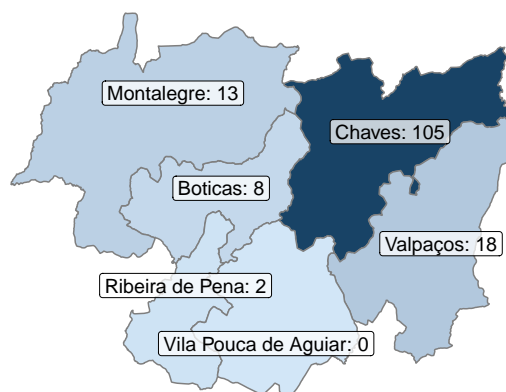 Montalegre: 13
Chaves: 105
Boticas: 8
Valpaços: 18
Ribeira de Pena: 2
Vila Pouca de Aguiar: 0